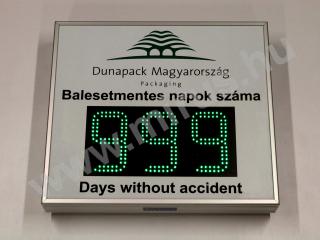 Dunapack Magyarország
Packaging
Balesetmentes napok száma
999
Days without accident